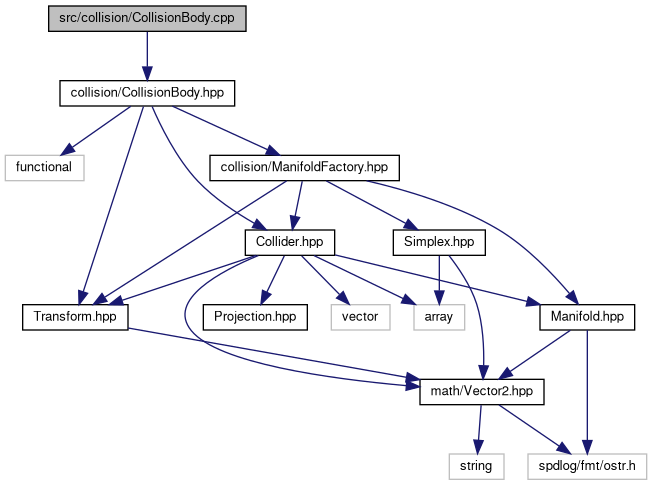 src/collision/CollisionBody.cpp
collision/CollisionBody.hpp
functional
collision/ManifoldFactory.hpp
Collider.hpp
Simplex.hpp
Transform.hpp
Projection.hpp
vector
array
Manifold.hpp
math/Vector2.hpp
string
spdlog/fmt/ostr.h